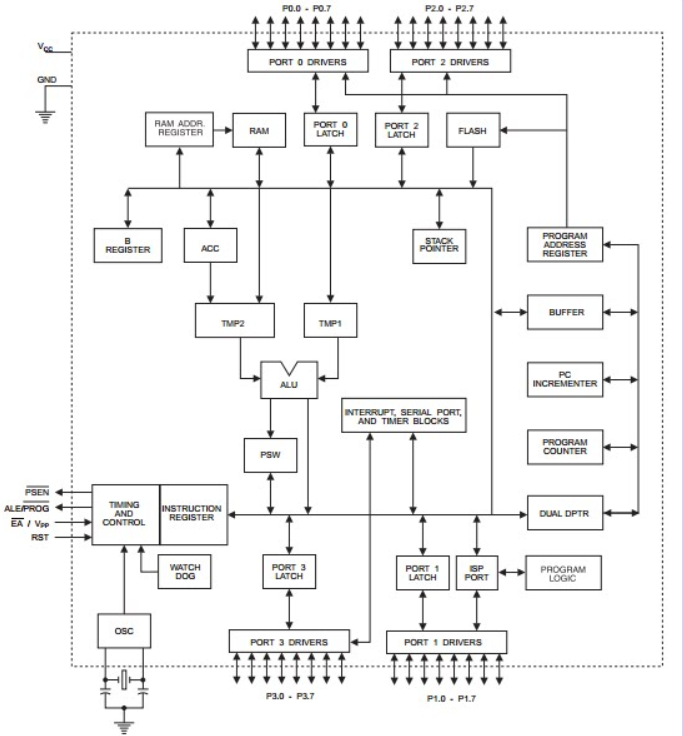 P0.0 - P0.7
P2.0 - P2.7
VCC
PORT 0 DRIVERS
PORT 2 DRIVERS
GND
RAM ADDR.
REGISTER
RAM
PORT 0
LATCH
PORT 2
LATCH
FLASH
B
REGISTER
ACC
STACK
POINTER
PROGRAM
ADDRESS
REGISTER
TMP2
TMP1
BUFFER
ALU
PC
INCREMENTER
INTERRUPT, SERIAL PORT,
AND TIMER BLOCKS
PSW
PROGRAM
COUNTER
PSEN
ALE/PROG
EA / VPP
RST
TIMING
AND
CONTROL
INSTRUCTION
REGISTER
DUAL DPTR
WATCH
DOG
PORT 3
LATCH
PORT 1
LATCH
ISP
PORT
PROGRAM
LOGIC
OSC
PORT 3 DRIVERS
PORT 1 DRIVERS
P3.0 - P3.7
P1.0 - P1.7